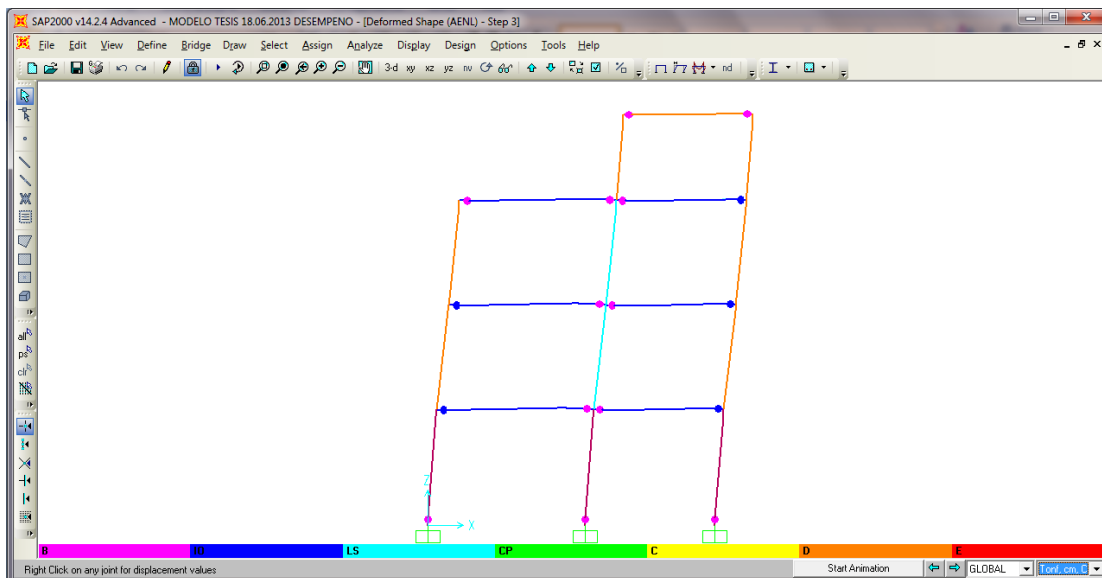 SAP2000 v14.2.4 Advanced - MODELO TESIS 18.06.2013 DESEMPENO - [Deformed Shape (AENL) - Step 3]
File Edit View Define Bridge Draw Select Assign Analyze Display Design Options Tools Help
3-d xy xz yz nv nd
all
ps
clr
Z
X
B IO LS CP C D E
Right Click on any joint for displacement values Start Animation GLOBAL Tonf, cm, C